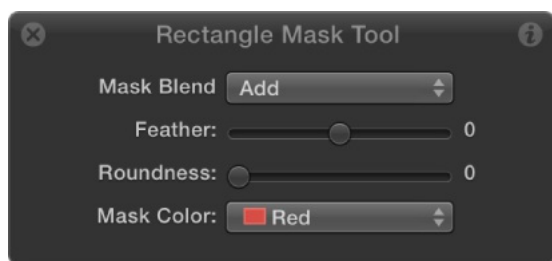 Rectangle Mask Tool
Mask Blend Add
Feather: 0
Roundness: 0
Mask Color: Red